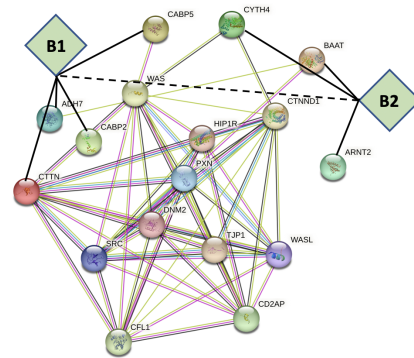 CABP5
CYTH4
B1
BAAT
WAS
B2
ADH7
CTNND1
HIP1R
CABP2
ARNT2
PXN
CTTN
DNM2
TJP1
WASL
SRC
CD2AP
CFL1